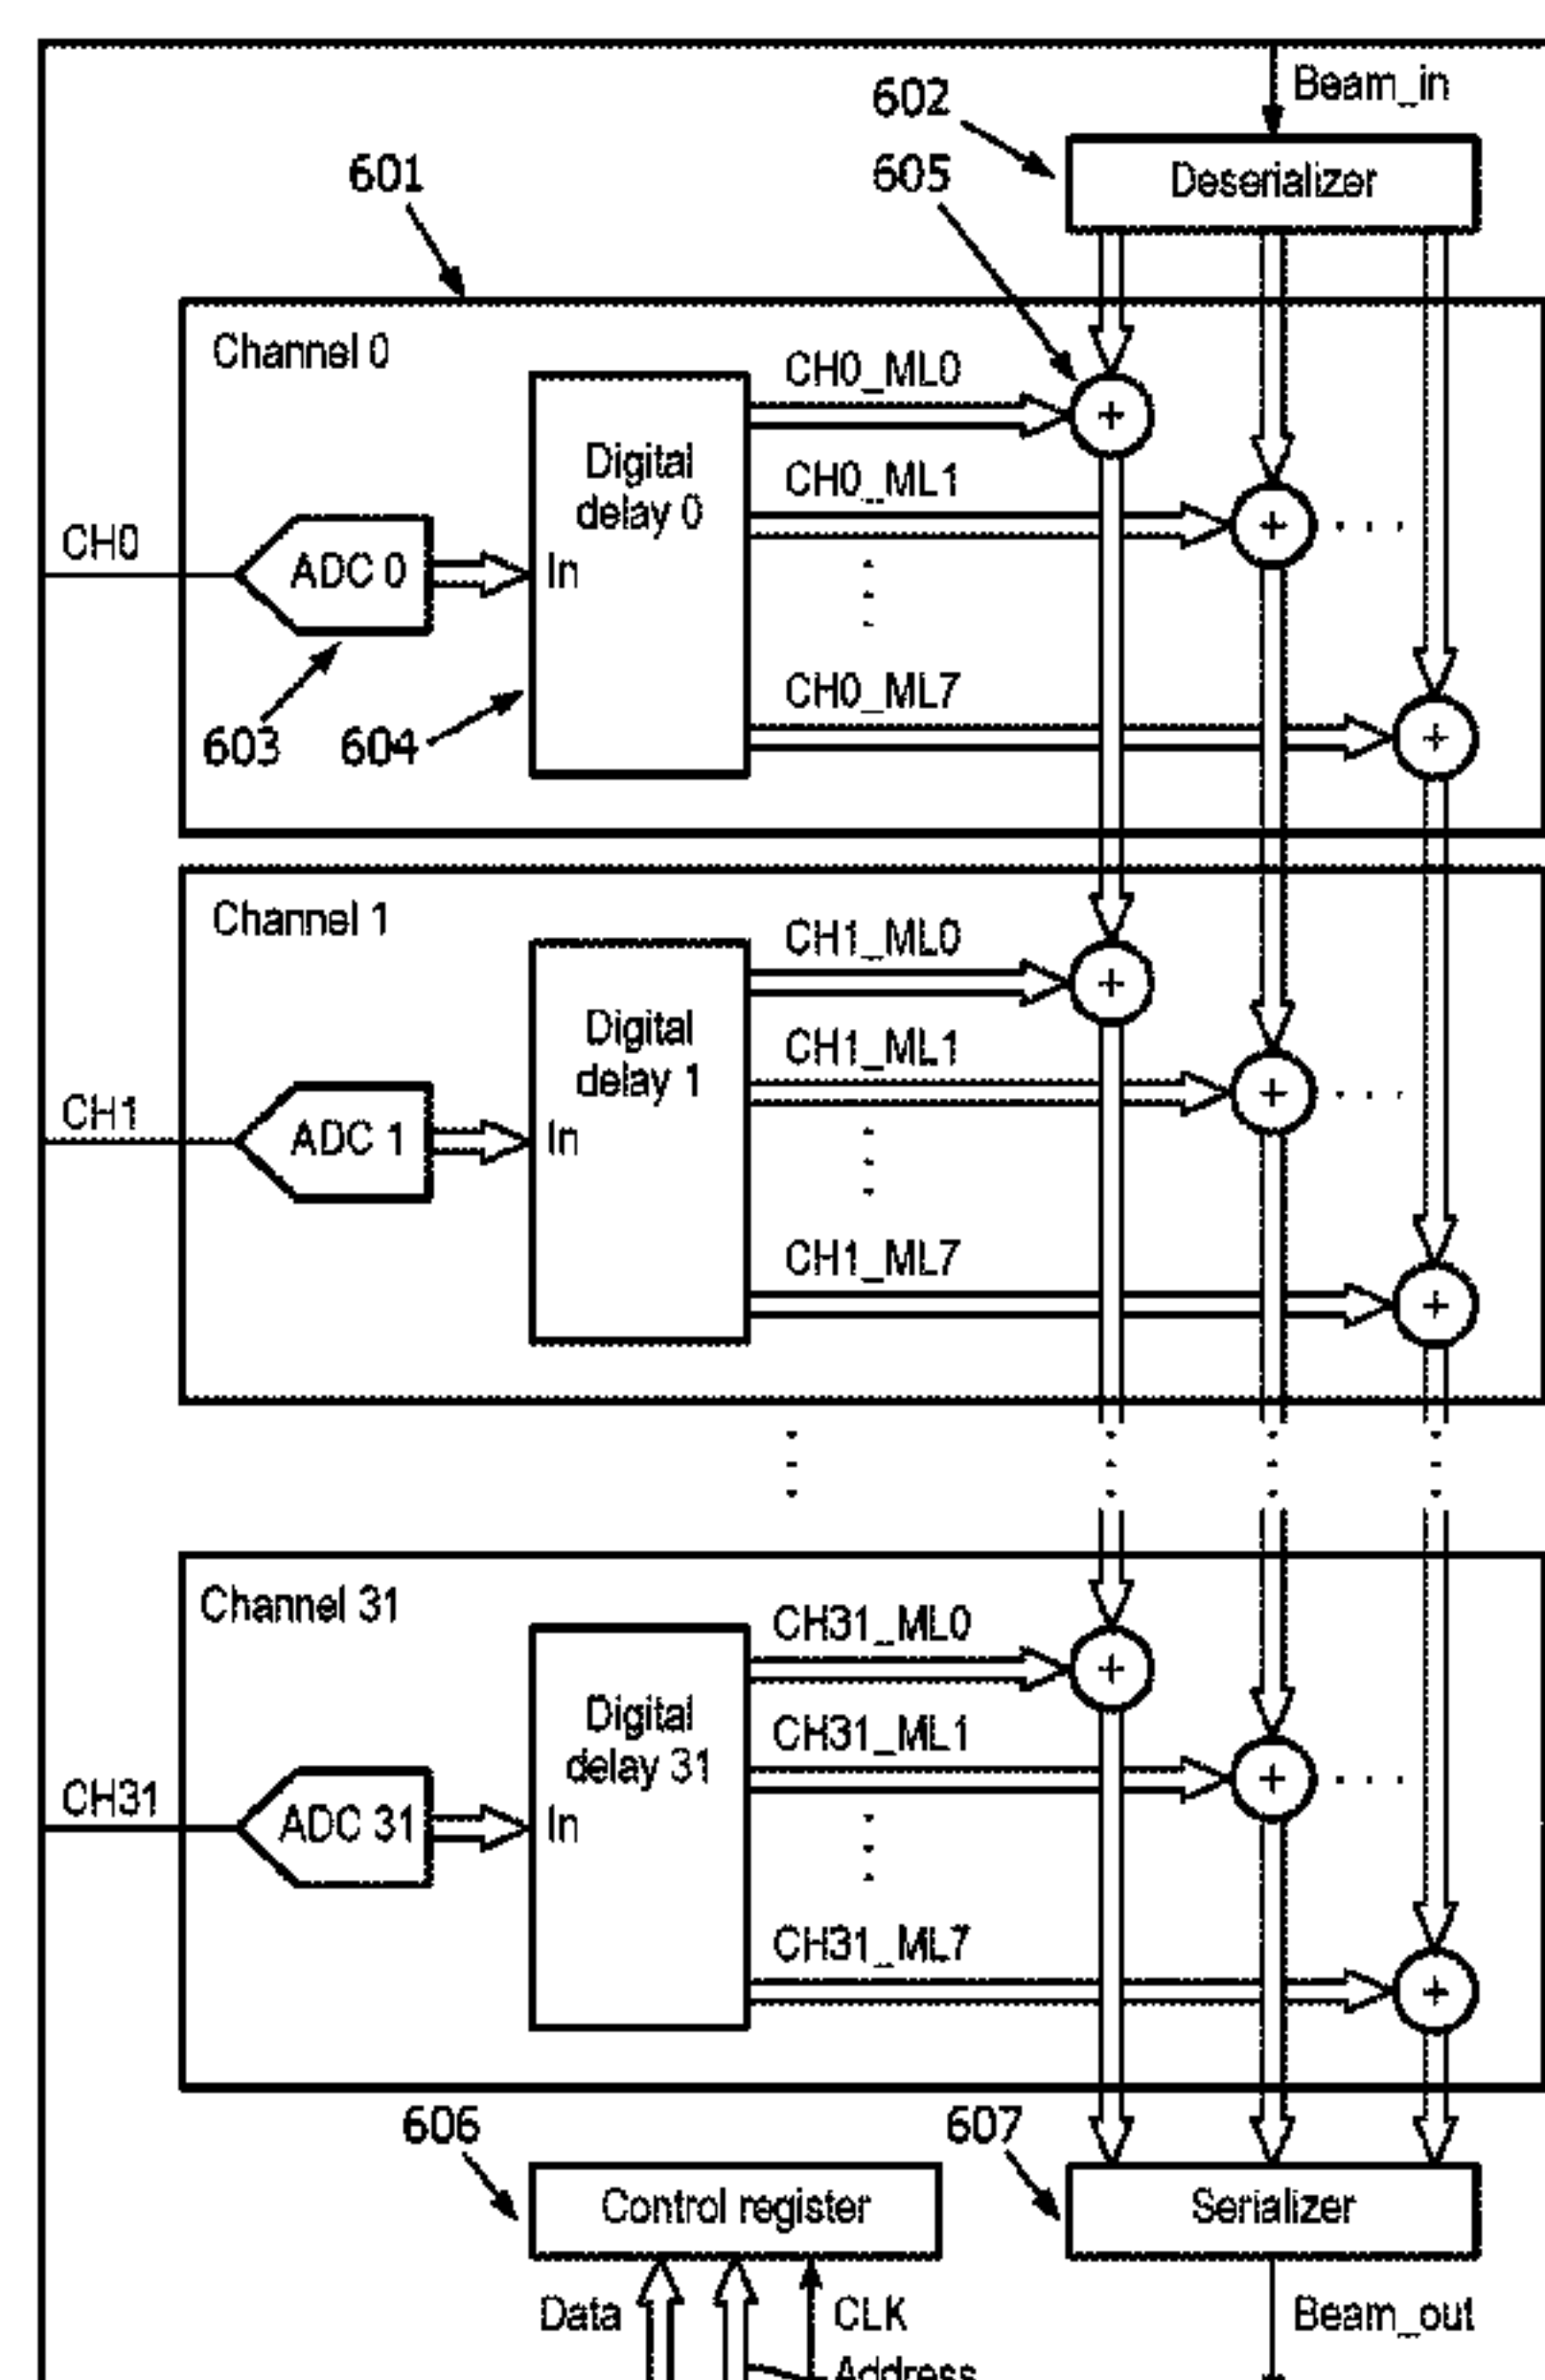 Beam_in
602
Deserializer
601
605
Channel 0
CH0_ML0
Digital
delay 0
CH0_ML1
CH0
ADC 0
In
CH0_ML7
603
604
Channel 1
CH1_ML0
Digital
delay 1
CH1_ML1
CH1
ADC 1
In
CH1_ML7
Channel 31
CH31_ML0
Digital
delay 31
CH31_ML1
CH31
ADC 31
In
CH31_ML7
606
607
Control register
Serializer
Data
CLK
Beam_out
Address